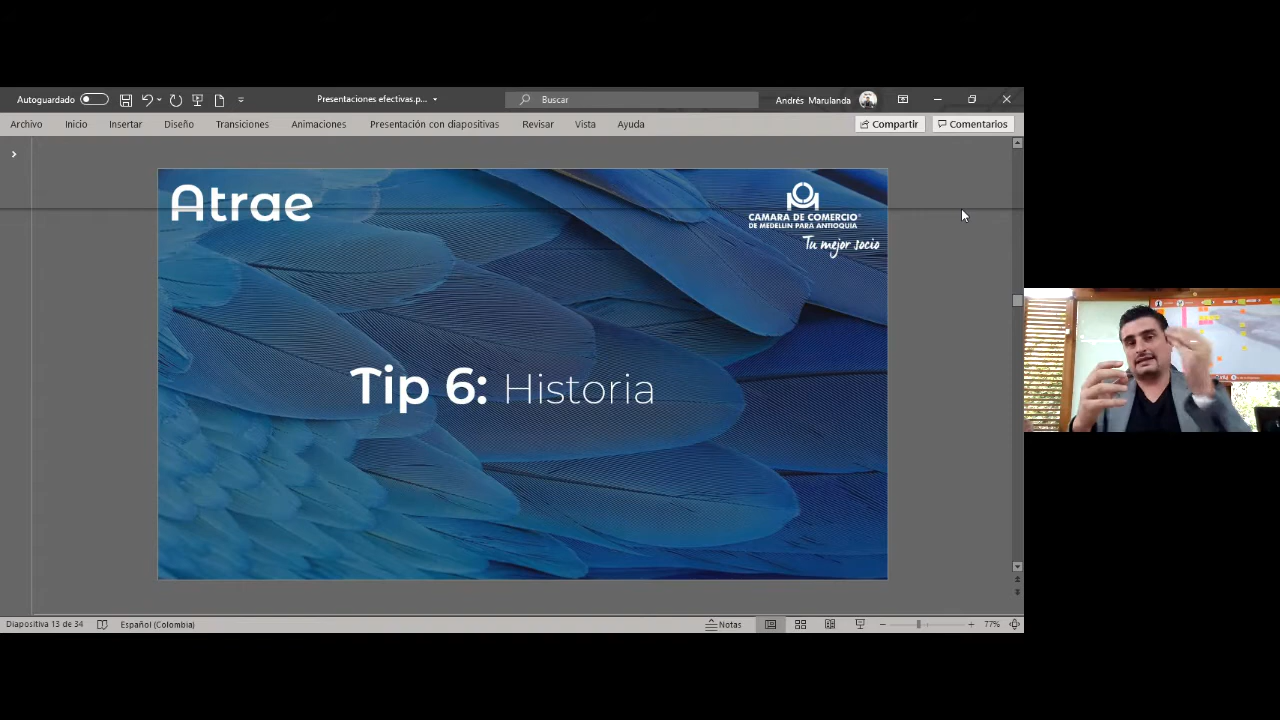 Autoguardado
Presentaciones efectivas.p...
Buscar
Andrés Marulanda
Archivo Inicio Insertar Diseño Transiciones Animaciones Presentación con diapositivas Revisar Vista Ayuda
Compartir Comentarios
Atrae
CAMARA DE COMERCIO®
DE MEDELLIN PARA ANTIOQUIA
Tu mejor socio
Tip 6: Historia
Diapositiva 13 de 34 Español (Colombia) Notas 77%